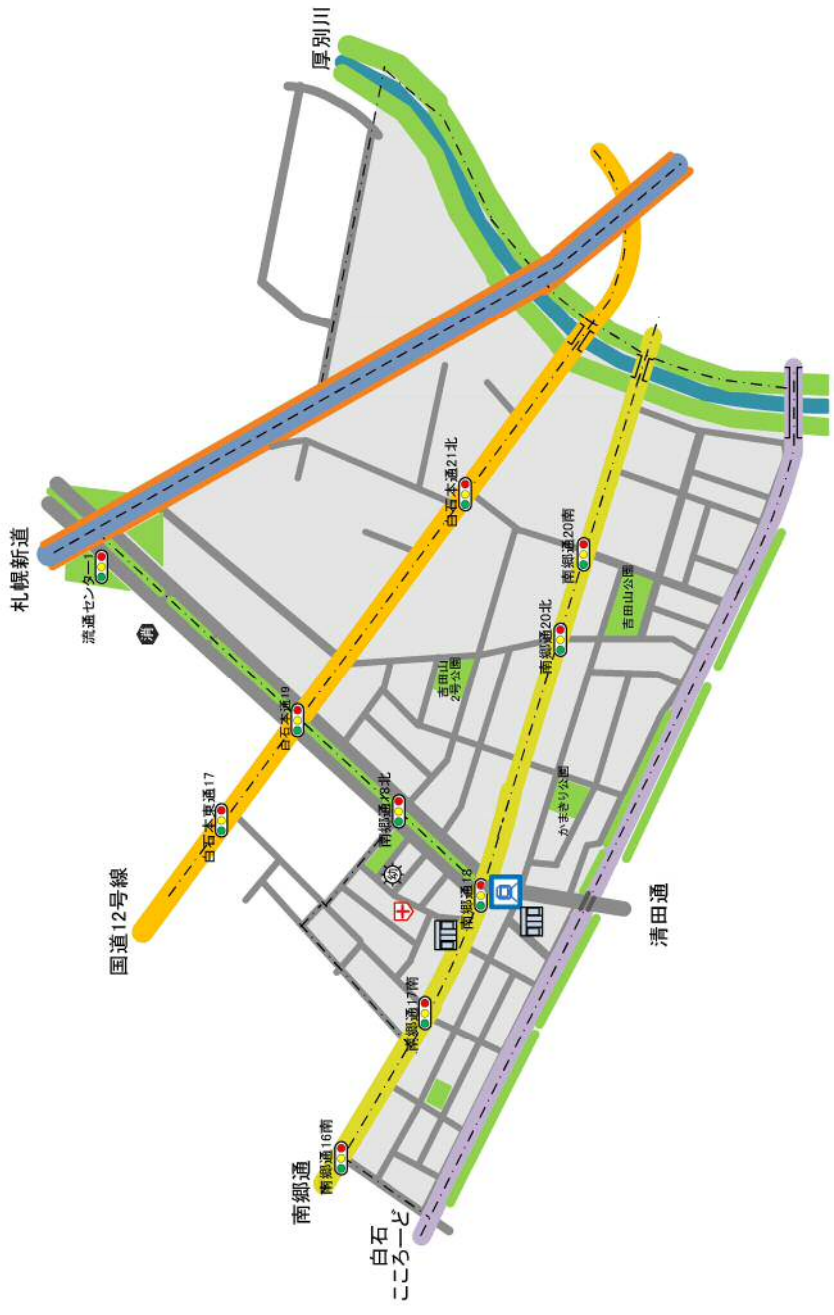 厚別川
札幌新道
流通センター1
消
白石本通21北
白石本通19
白石本東通17
国道12号線
南郷通20南
南郷通20北
吉田山公園
吉田山
2号公園
かまきり公園
南郷通18北
幼
南郷通18
南郷通17南
南郷通16南
南郷通
清田通
白石
こころーど